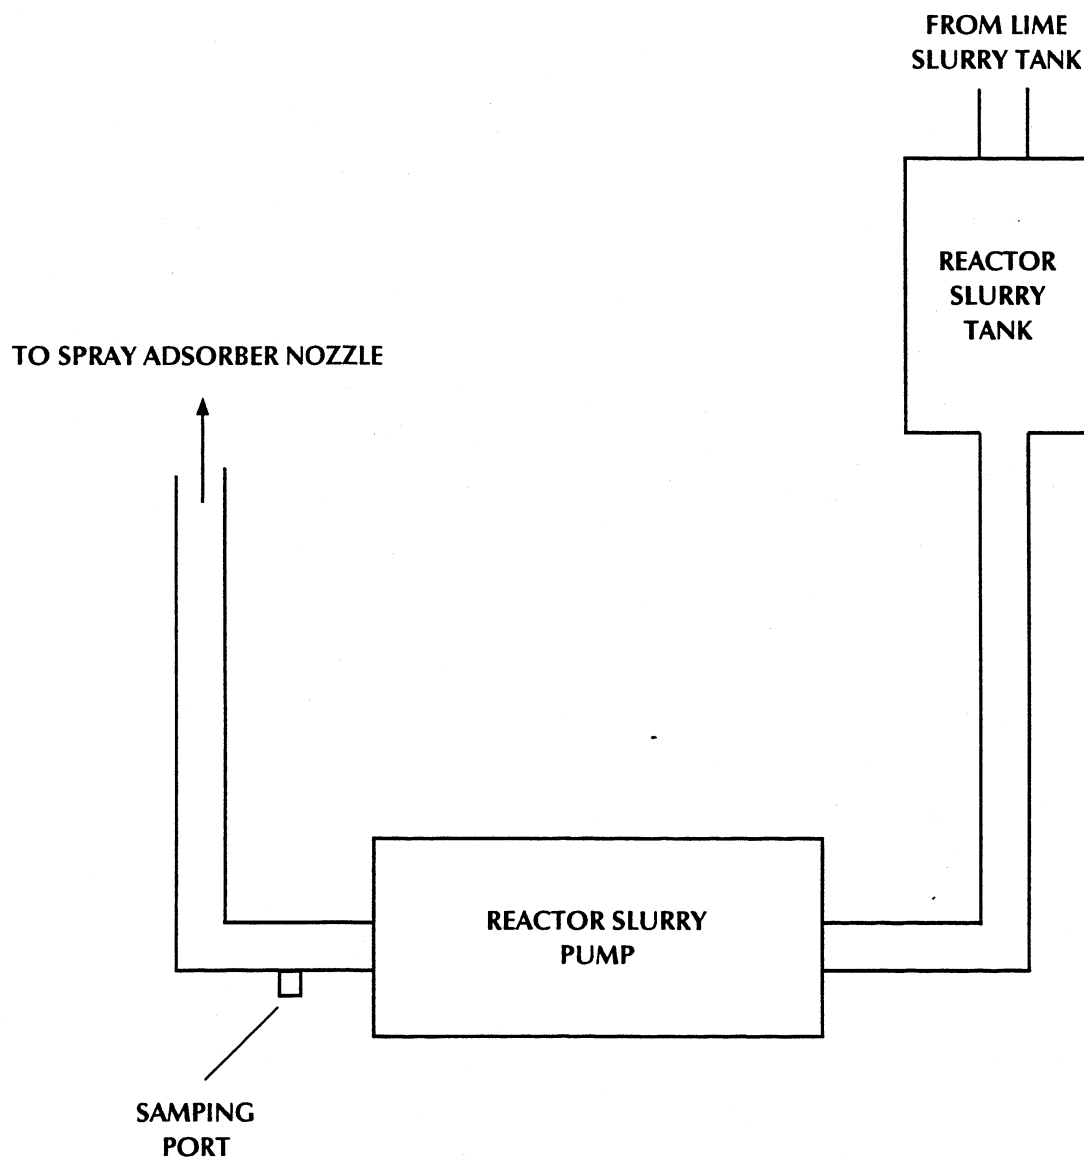 FROM LIME
SLURRY TANK
REACTOR
SLURRY
TANK
TO SPRAY ADSORBER NOZZLE
REACTOR SLURRY
PUMP
SAMPING
PORT